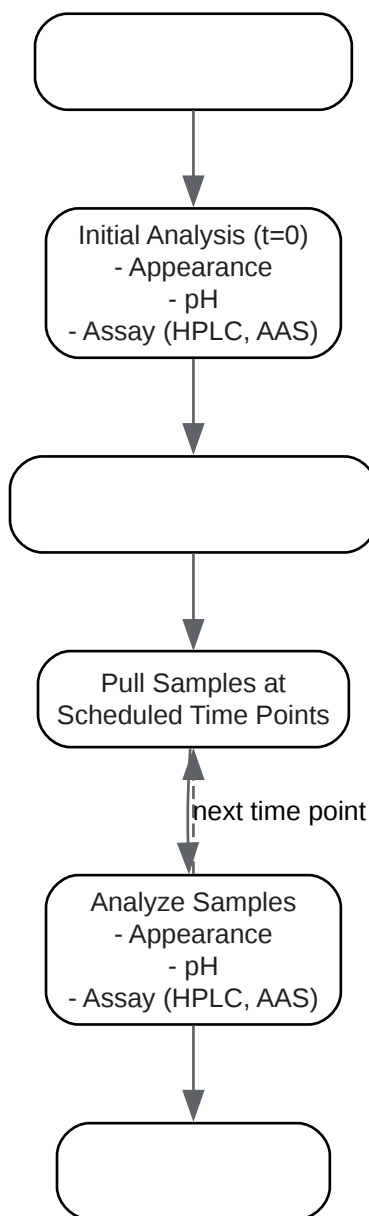 Initial Analysis (t=0)
- Appearance
- pH
- Assay (HPLC, AAS)
Pull Samples at
Scheduled Time Points
next time point
Analyze Samples
- Appearance
- pH
- Assay (HPLC, AAS)